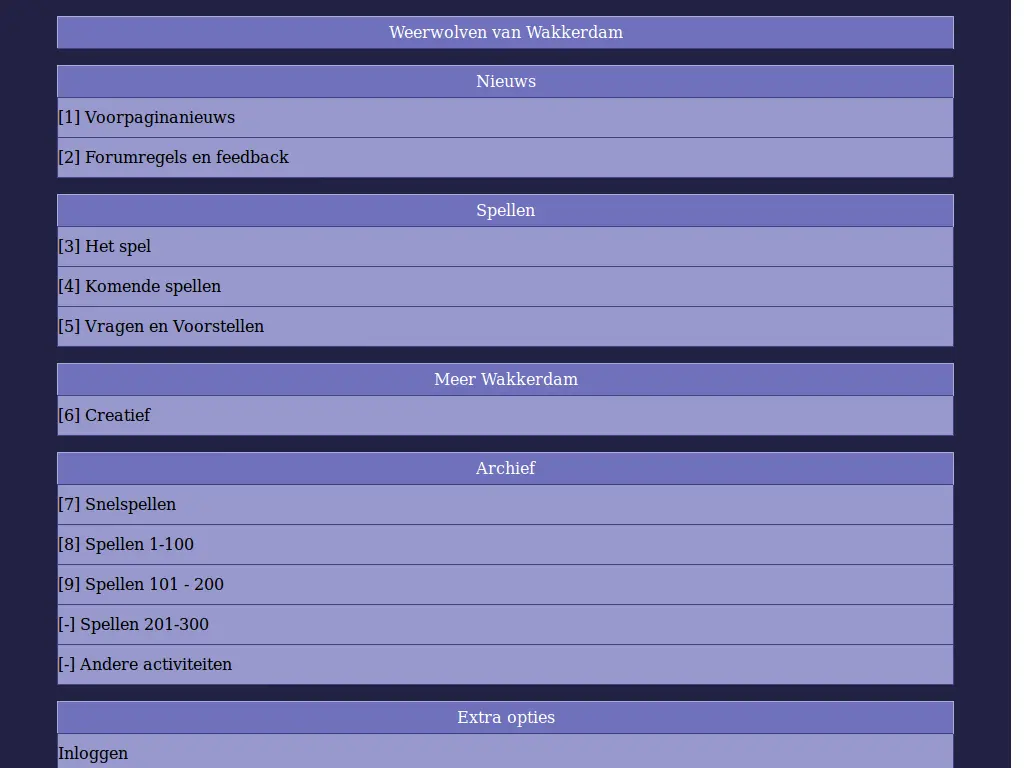 Weerwolven van Wakkerdam
Nieuws
[1] Voorpaginanieuws
[2] Forumregels en feedback
Spellen
[3] Het spel
[4] Komende spellen
[5] Vragen en Voorstellen
Meer Wakkerdam
[6] Creatief
Archief
[7] Snelspellen
[8] Spellen 1-100
[9] Spellen 101 - 200
[-] Spellen 201-300
[-] Andere activiteiten
Extra opties
Inloggen